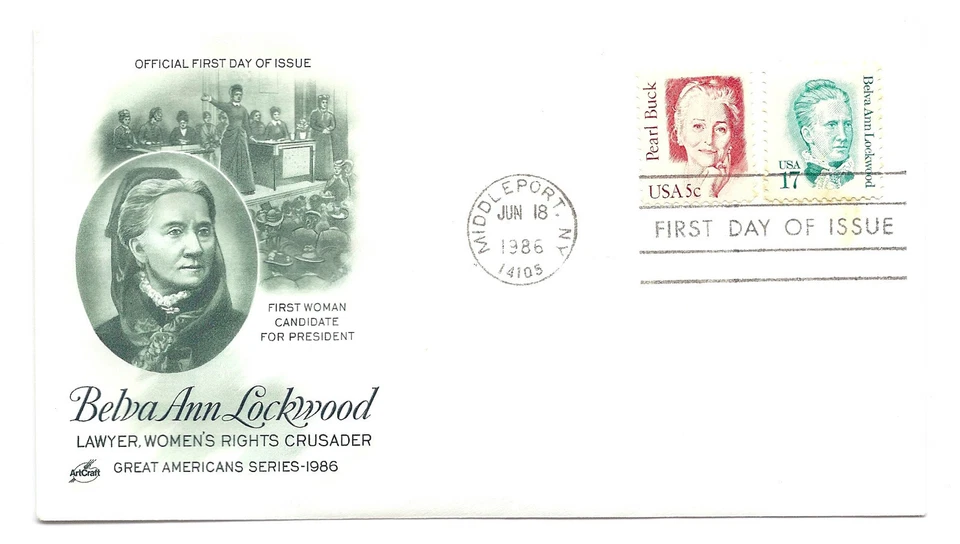 OFFICIAL FIRST DAY OF ISSUE
FIRST WOMAN
CANDIDATE
FOR PRESIDENT
Belva Ann Lockwood
LAWYER, WOMEN'S RIGHTS CRUSADER
ArtCraft
GREAT AMERICANS SERIES-1986
MIDDLEPORT, NY
JUN 18
1986
14105
Pearl Buck
USA 5c
Belva Ann Lockwood
USA
17
FIRST DAY OF ISSUE